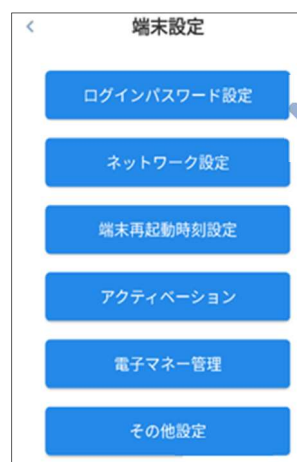 端末設定
ログインパスワード設定
ネットワーク設定
端末再起動時刻設定
アクティベーション
電子マネー管理
その他設定